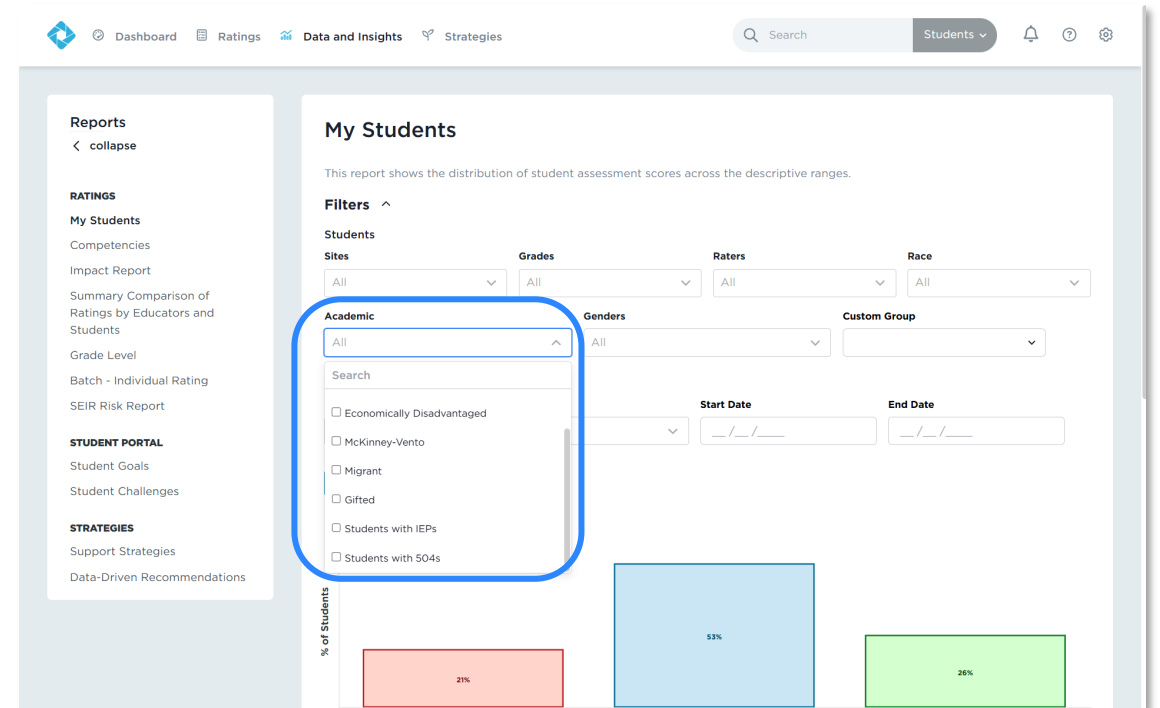 Dashboard
Ratings
Data and Insights
Strategies
Search
Students
Reports
collapse
RATINGS
My Students
Competencies
Impact Report
Summary Comparison of
Ratings by Educators and
Students
Grade Level
Batch - Individual Rating
SEIR Risk Report
STUDENT PORTAL
Student Goals
Student Challenges
STRATEGIES
Support Strategies
Data-Driven Recommendations
My Students
This report shows the distribution of student assessment scores across the descriptive ranges.
Filters
Students
Sites
Grades
Raters
Race
All
All
All
All
Academic
Genders
Custom Group
All
All
Search
Economically Disadvantaged
McKinney-Vento
Migrant
Gifted
Students with IEPs
Students with 504s
Start Date
End Date
__/__/____
__/__/____
% of Students
21%
53%
26%